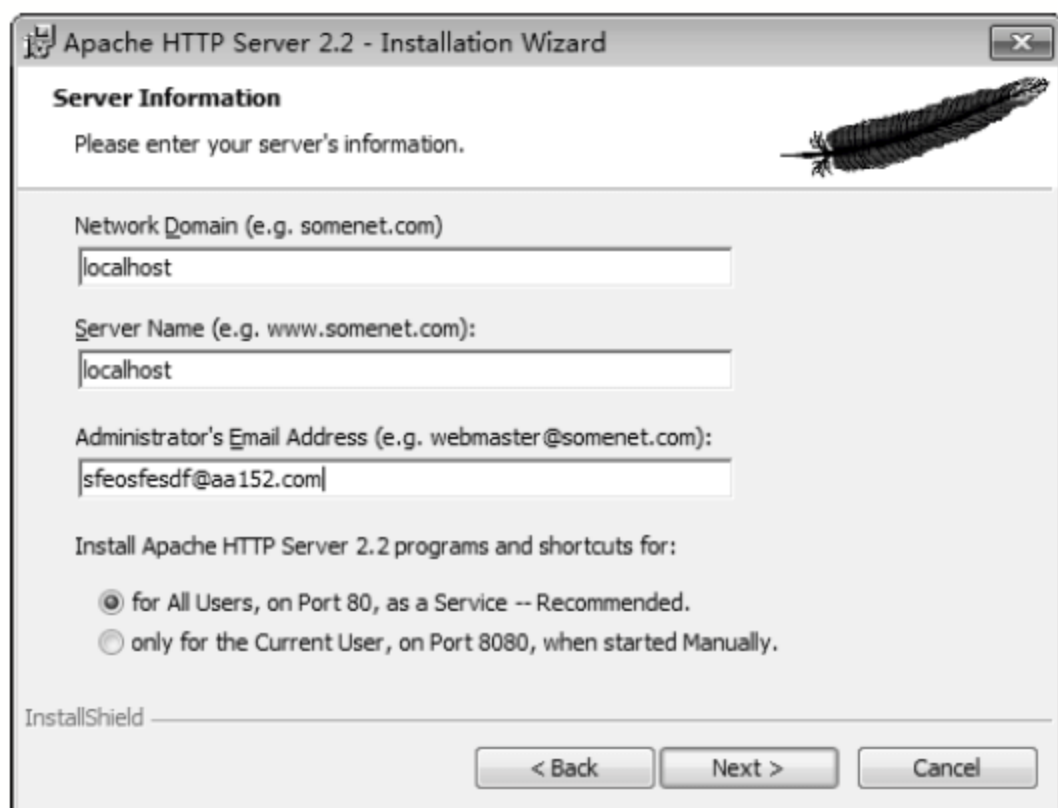 Apache HTTP Server 2.2 - Installation Wizard
Server Information
Please enter your server's information.
Network Domain (e.g. somenet.com)
localhost
Server Name (e.g. www.somenet.com):
localhost
Administrator's Email Address (e.g. webmaster@somenet.com):
sfeosfesdf@aa152.com
Install Apache HTTP Server 2.2 programs and shortcuts for:
for All Users, on Port 80, as a Service -- Recommended.
only for the Current User, on Port 8080, when started Manually.
InstallShield
< Back Next > Cancel